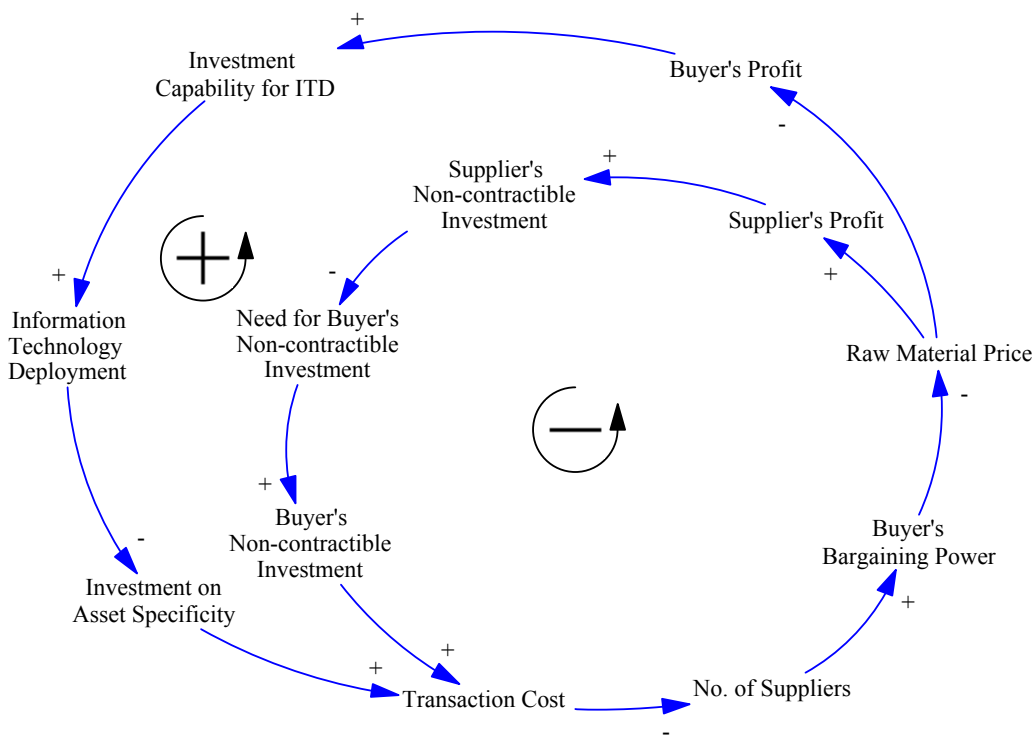 +
Investment
Capability for ITD
Buyer's Profit
-
Supplier's
Non-contractible
Investment
+
Supplier's Profit
+
+
Information
Technology
Deployment
+
-
Need for Buyer's
Non-contractible
Investment
Raw Material Price
-
-
+
Buyer's
Non-contractible
Investment
Buyer's
Bargaining Power
+
-
Investment on
Asset Specificity
+
+
Transaction Cost
-
No. of Suppliers